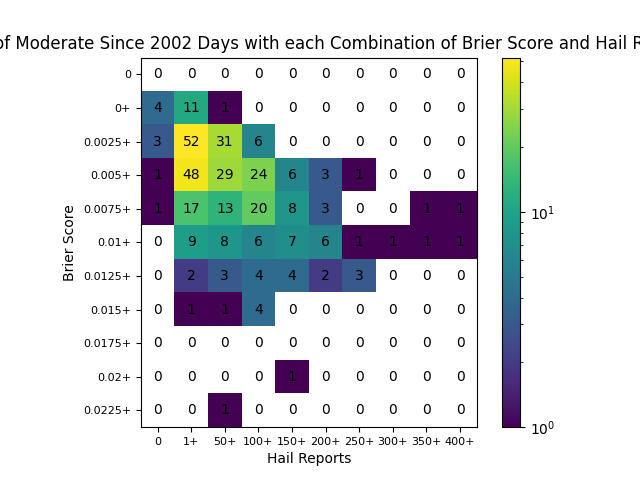 of Moderate Since 2002 Days with each Combination of Brier Score and Hail R
0 0 0 0 0 0 0 0 0 0 0
0+ 4 11 1 0 0 0 0 0 0 0
0.0025+ 3 52 31 6 0 0 0 0 0 0
0.005+ 1 48 29 24 6 3 1 0 0 0
0.0075+ 1 17 13 20 8 3 0 0 1 1
0.01+ 0 9 8 6 7 6 1 1 1 1
0.0125+ 0 2 3 4 4 2 3 0 0 0
0.015+ 0 1 1 4 0 0 0 0 0 0
0.0175+ 0 0 0 0 0 0 0 0 0 0
0.02+ 0 0 0 0 1 0 0 0 0 0
0.0225+ 0 0 1 0 0 0 0 0 0 0
0 1+ 50+ 100+ 150+ 200+ 250+ 300+ 350+ 400+
Hail Reports
Brier Score
10¹
10⁰